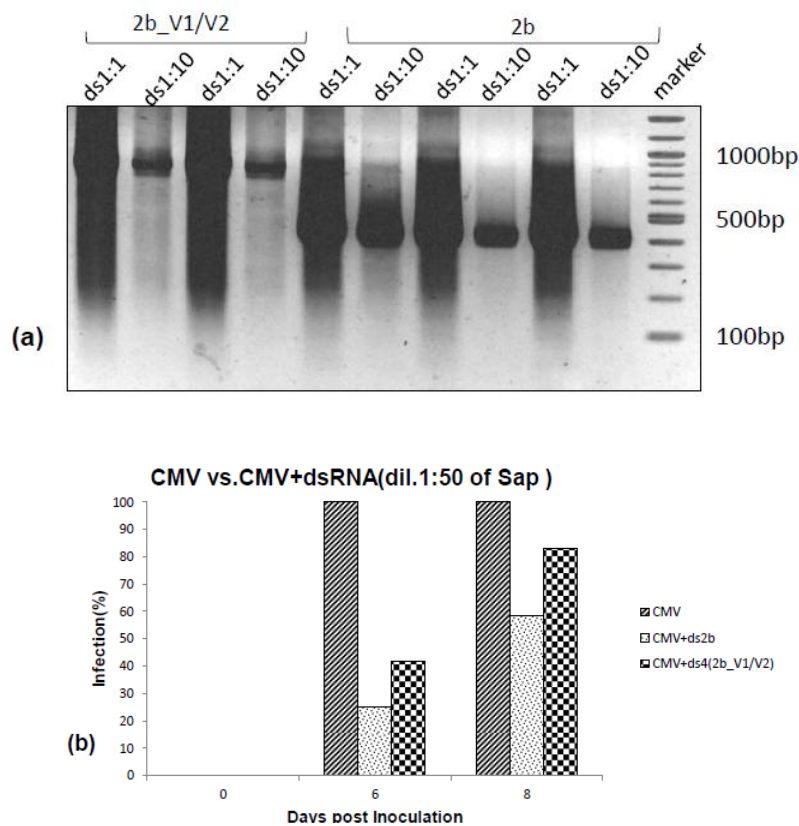 2b_V1/V2
2b
ds1:1 ds1:10 ds1:1 ds1:10 ds1:1 ds1:10 ds1:1 ds1:10 ds1:1 ds1:10 marker
1000bp
500bp
100bp
(a)
CMV vs.CMV+dsRNA(dil.1:50 of Sap )
100
90
80
70
60
50
40
30
20
10
0
Infection(%)
0 6 8
Days post Inoculation
CMV
CMV+ds2b
CMV+ds4(2b_V1/V2)
(b)